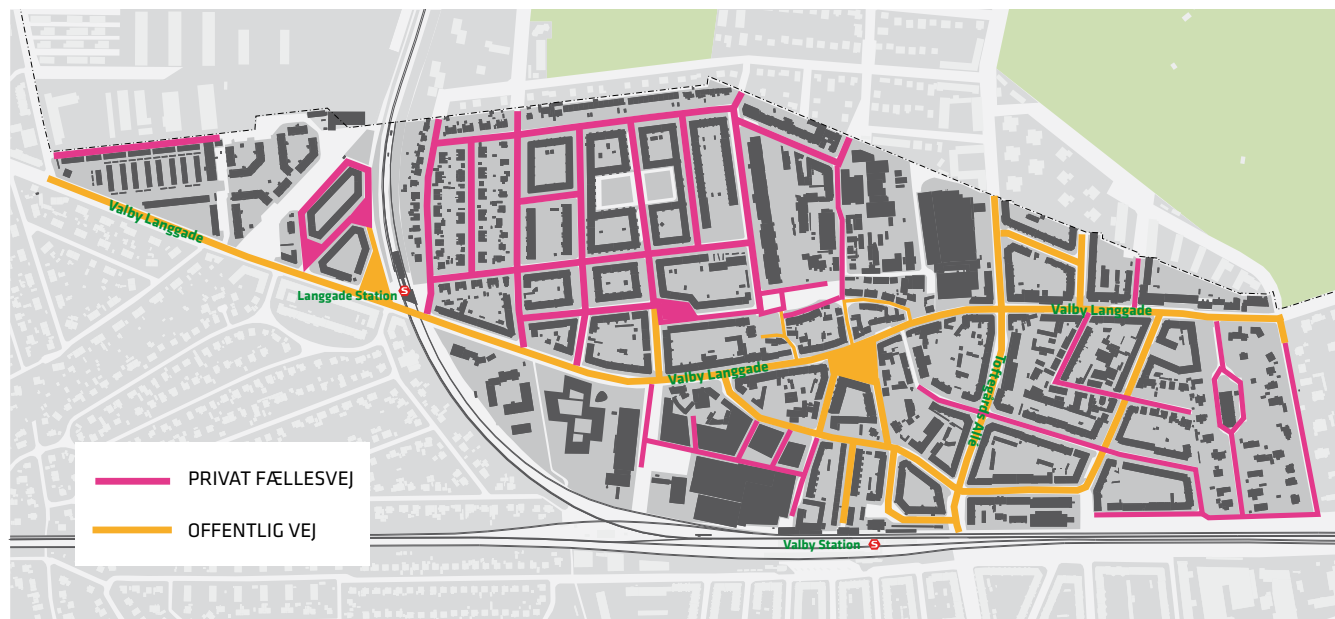 Valby Langgade
Langgade Station S
Valby Langgade
Valby Langgade
Toftegårds Allé
PRIVAT FÆLLESVEJ
OFFENTLIG VEJ
Valby Station S